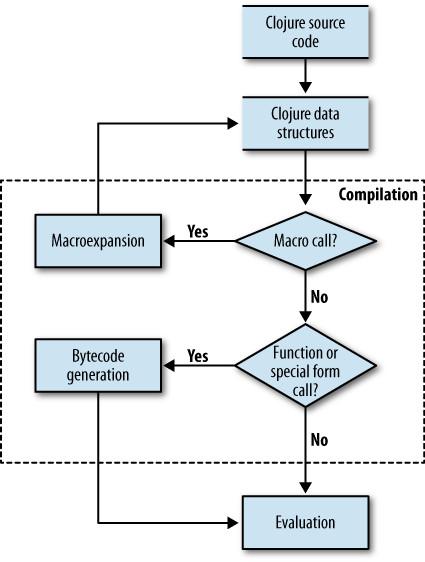 Clojure source
code
Clojure data
structures
Compilation
Macroexpansion
Yes
Macro call?
No
Bytecode
generation
Yes
Function or
special form
call?
No
Evaluation